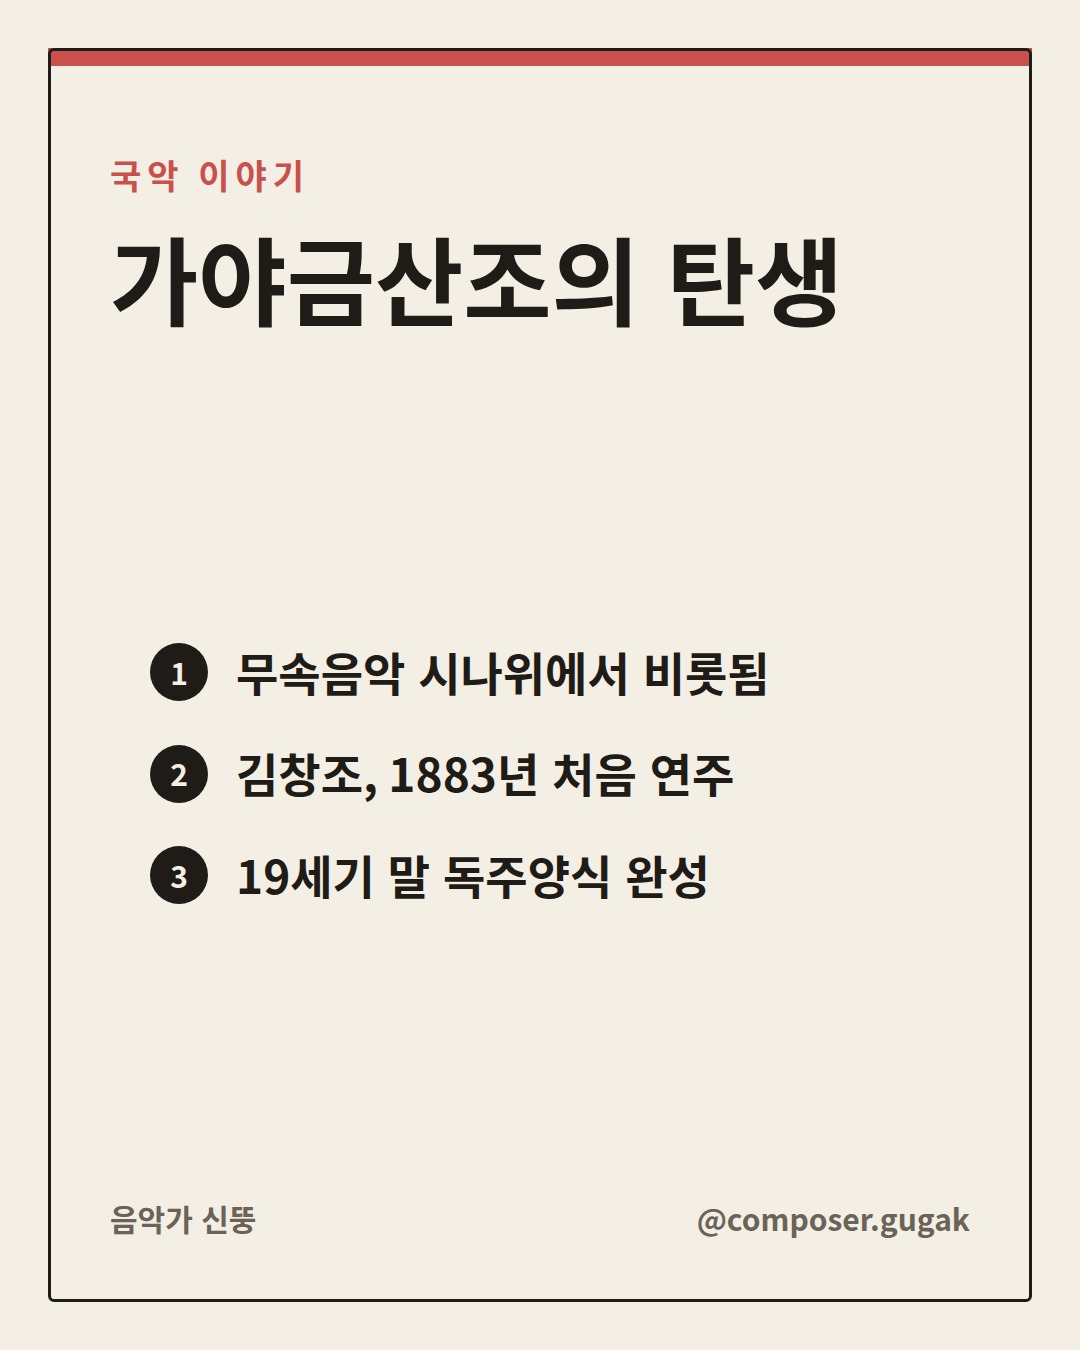 국악 이야기
가야금산조의 탄생
1 무속음악 시나위에서 비롯됨
2 김창조, 1883년 처음 연주
3 19세기 말 독주양식 완성
음악가 신뚱
@composer.gugak